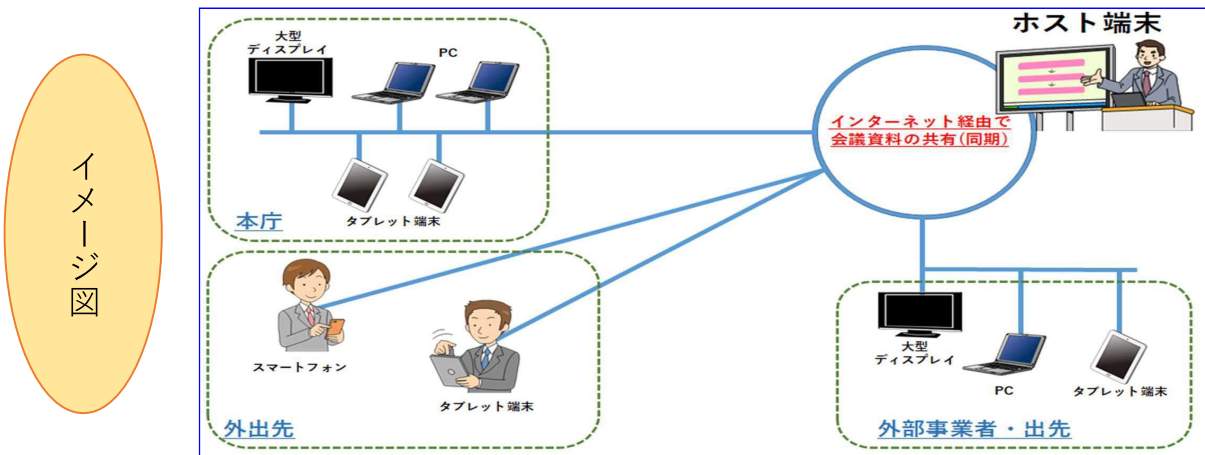 イメージ図
大型
ディスプレイ
PC
タブレット端末
本庁
ホスト端末
インターネット経由で
会議資料の共有(同期)
スマートフォン
タブレット端末
外出先
大型
ディスプレイ
PC
タブレット端末
外部事業者・出先